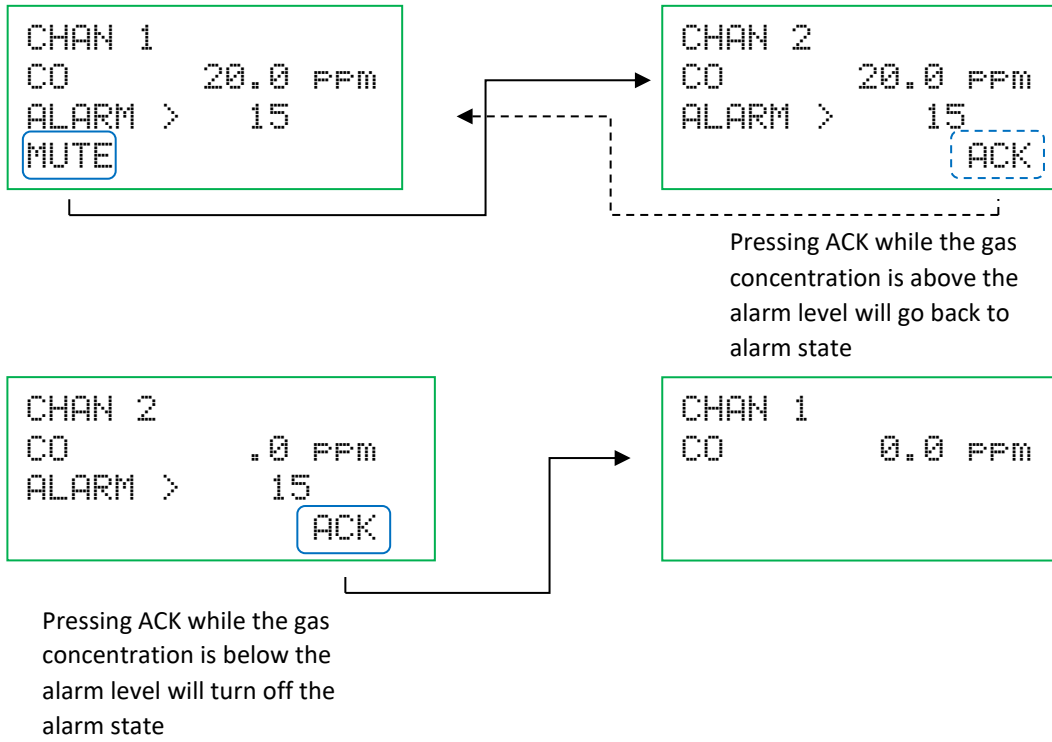 CHAN 1
CO 20.0 ppm
ALARM > 15
MUTE
CHAN 2
CO 20.0 ppm
ALARM > 15
ACK
Pressing ACK while the gas
concentration is above the
alarm level will go back to
alarm state
CHAN 2
CO .0 ppm
ALARM > 15
ACK
CHAN 1
CO 0.0 ppm
Pressing ACK while the gas
concentration is below the
alarm level will turn off the
alarm state